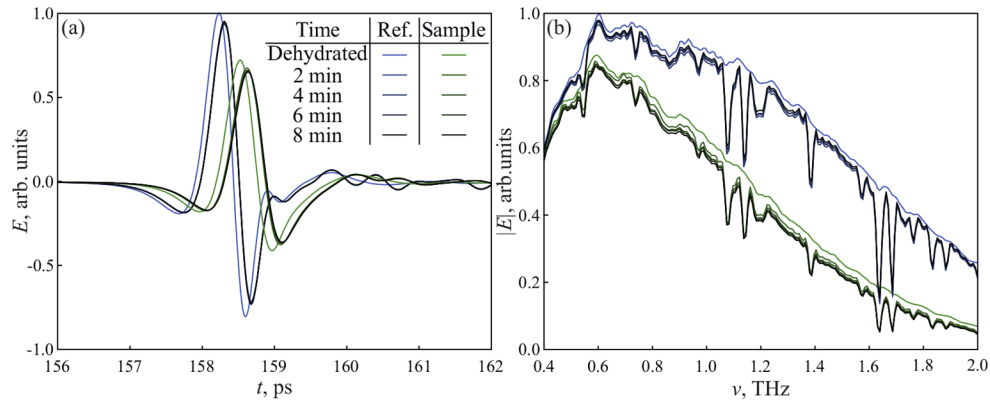 (a)
Time Ref. Sample
Dehydrated
2 min
4 min
6 min
8 min
1.0
0.5
0.0
-0.5
-1.0
E, arb. units
156 157 158 159 160 161 162
t, ps
(b)
1.0
0.8
0.6
0.4
0.2
0.0
|E|, arb.units
0.4 0.6 0.8 1.0 1.2 1.4 1.6 1.8 2.0
ν, THz